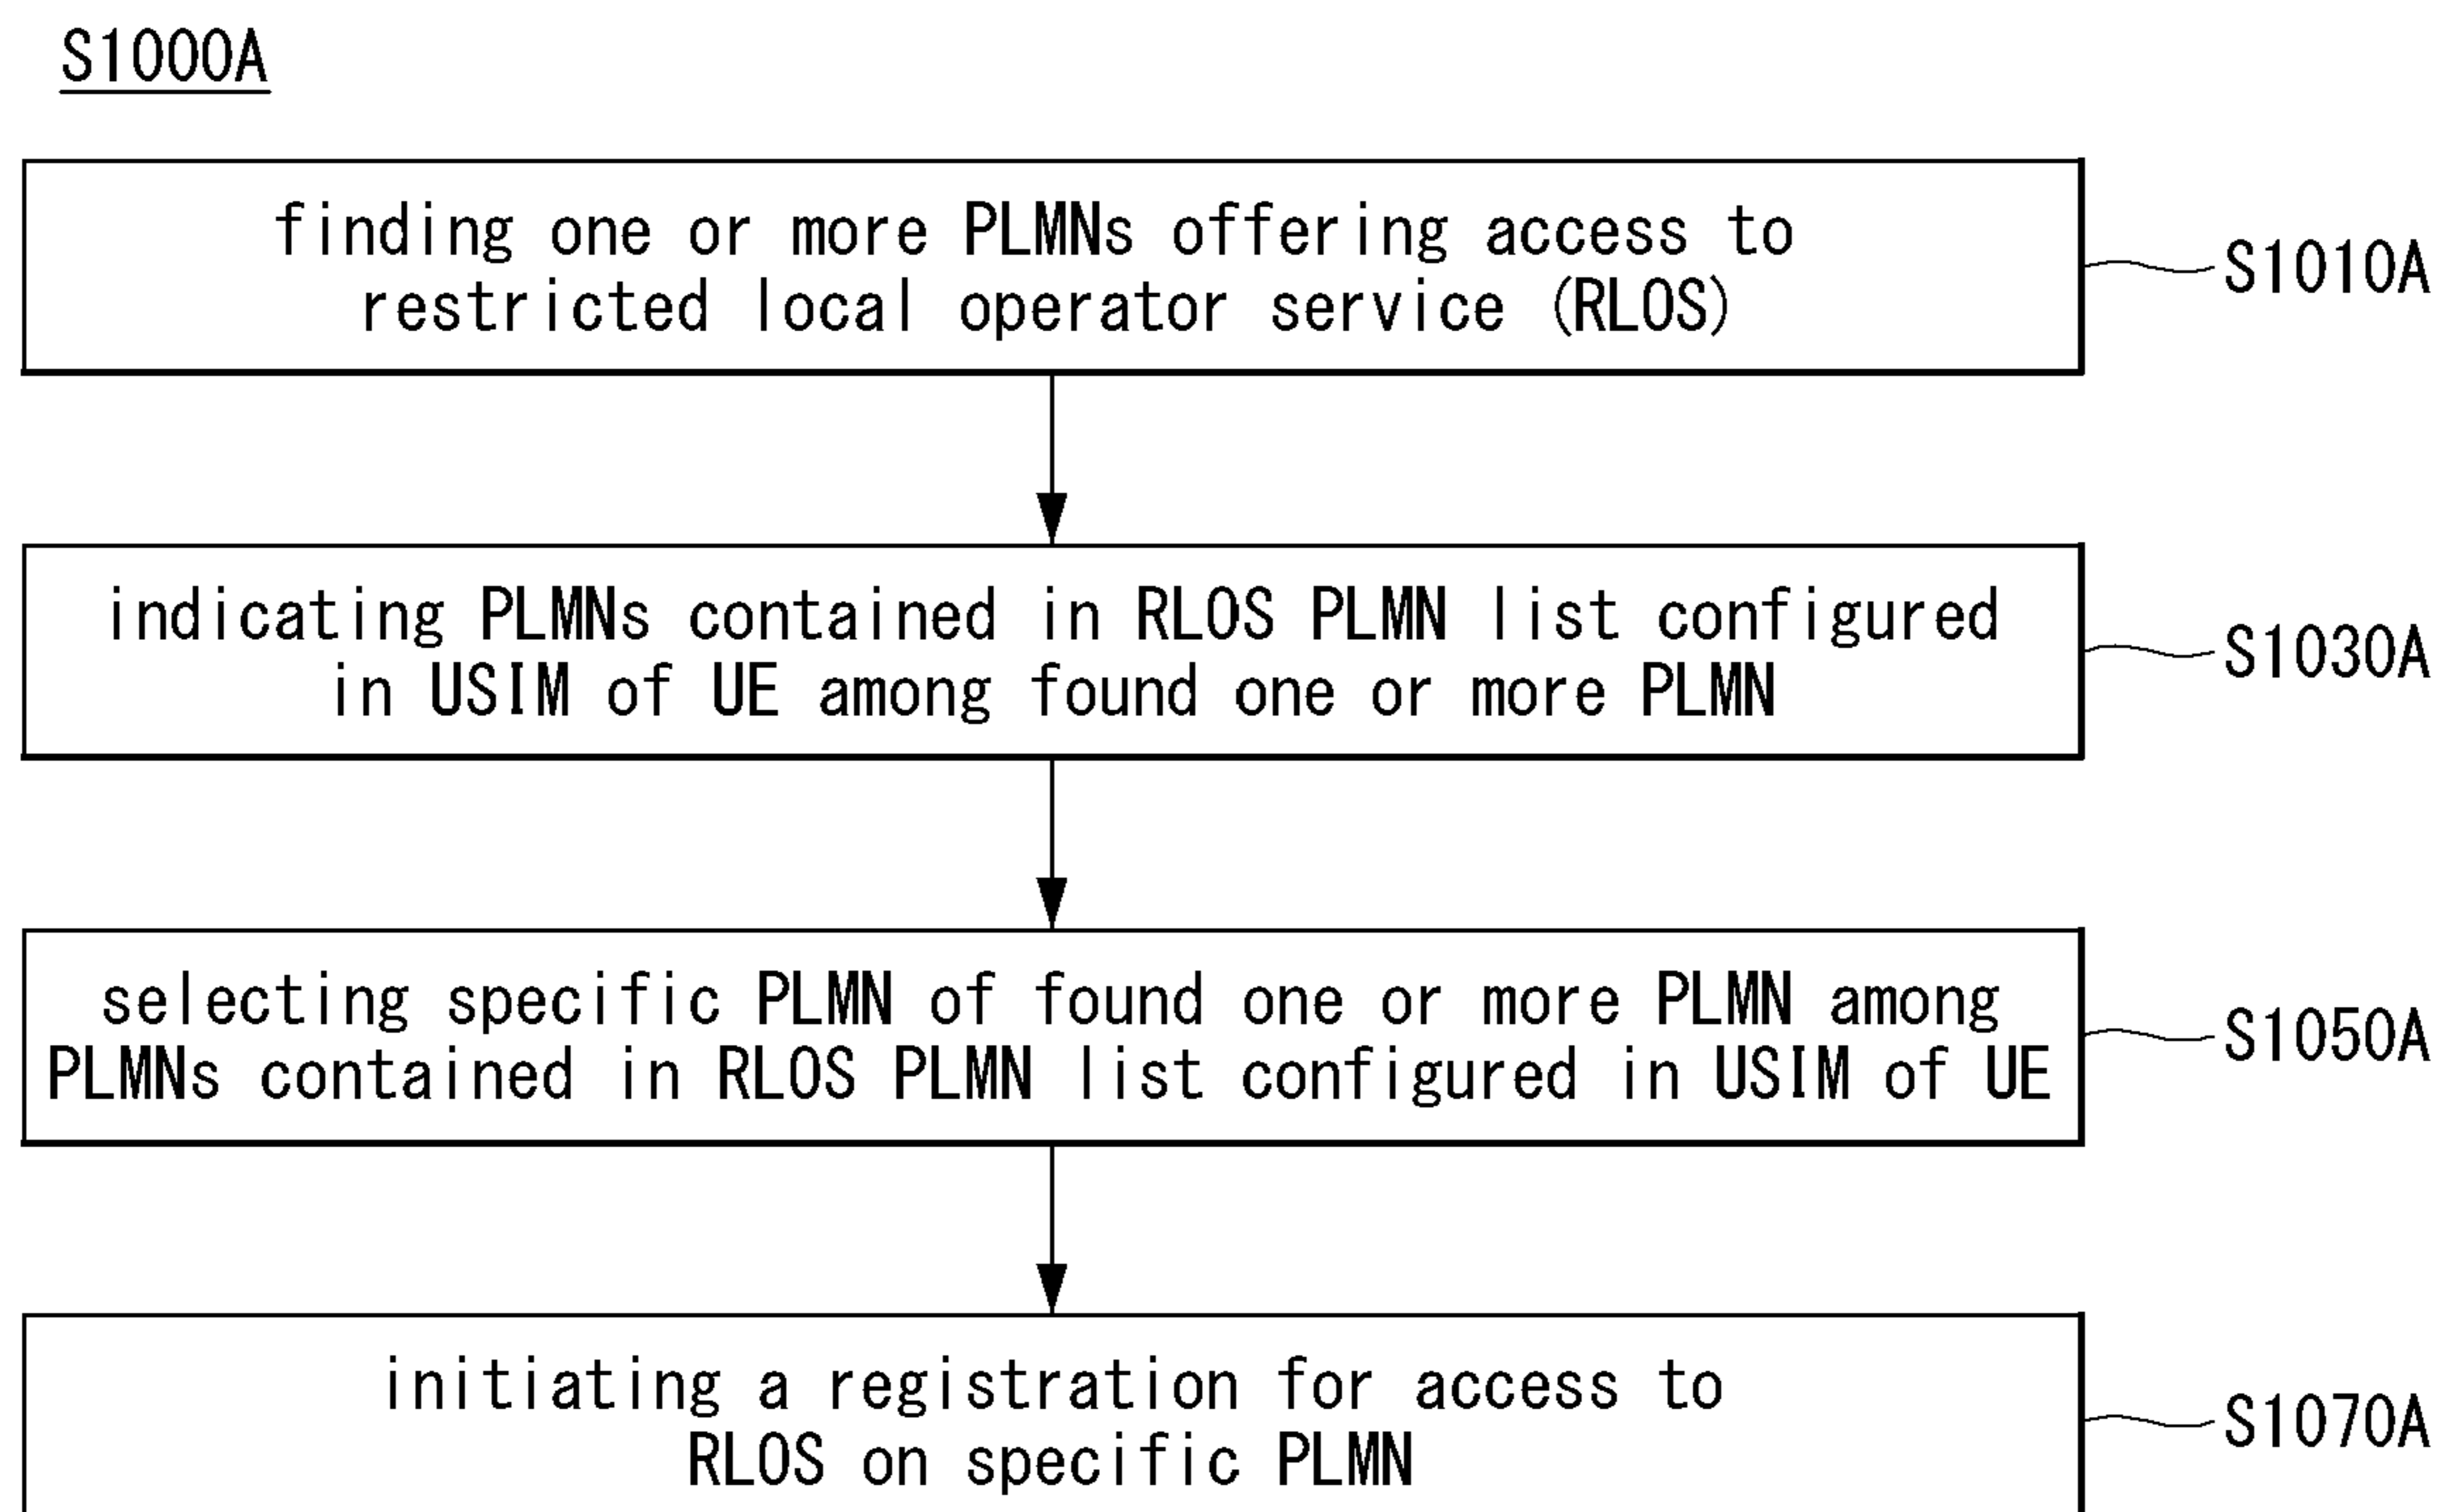 S1000A
finding one or more PLMNs offering access to
restricted local operator service (RLOS)
S1010A
indicating PLMNs contained in RLOS PLMN list configured
in USIM of UE among found one or more PLMN
S1030A
selecting specific PLMN of found one or more PLMN among
PLMNs contained in RLOS PLMN list configured in USIM of UE
S1050A
initiating a registration for access to
RLOS on specific PLMN
S1070A